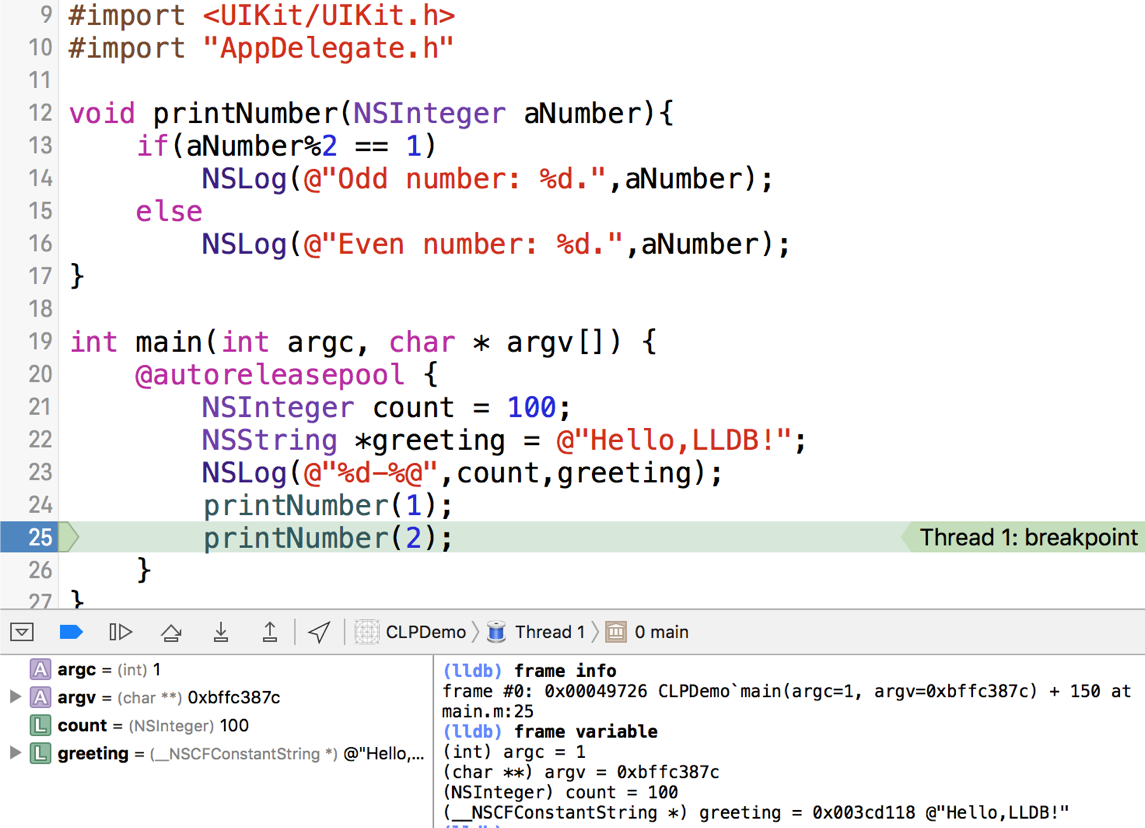 9 #import <UIKit/UIKit.h>
10 #import "AppDelegate.h"
11
12 void printNumber(NSInteger aNumber){
13     if(aNumber%2 == 1)
14         NSLog(@"Odd number: %d.",aNumber);
15     else
16         NSLog(@"Even number: %d.",aNumber);
17 }
18
19 int main(int argc, char * argv[]) {
20     @autoreleasepool {
21         NSInteger count = 100;
22         NSString *greeting = @"Hello,LLDB!";
23         NSLog(@"%d-%@",count,greeting);
24         printNumber(1);
25         printNumber(2); Thread 1: breakpoint
26     }
27 }
CLPDemo Thread 1 0 main
A argc = (int) 1
A argv = (char **) 0xbffc387c
L count = (NSInteger) 100
L greeting = (__NSCFConstantString *) @"Hello,...
(lldb) frame info
frame #0: 0x00049726 CLPDemo`main(argc=1, argv=0xbffc387c) + 150 at
main.m:25
(lldb) frame variable
(int) argc = 1
(char **) argv = 0xbffc387c
(NSInteger) count = 100
(__NSCFConstantString *) greeting = 0x003cd118 @"Hello,LLDB!"